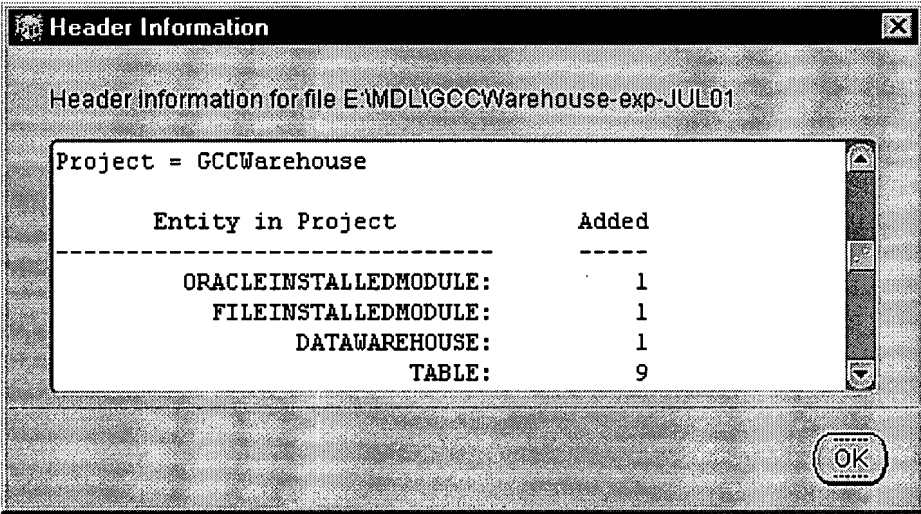 Header Information
Header Information for file E:\MDL\GCCWarehouse-exp-JUL01
Project = GCCWarehouse
Entity in Project Added
--------------------------------- -----
ORACLEINSTALLEDMODULE: 1
FILEINSTALLEDMODULE: 1
DATAWAREHOUSE: 1
TABLE: 9
OK